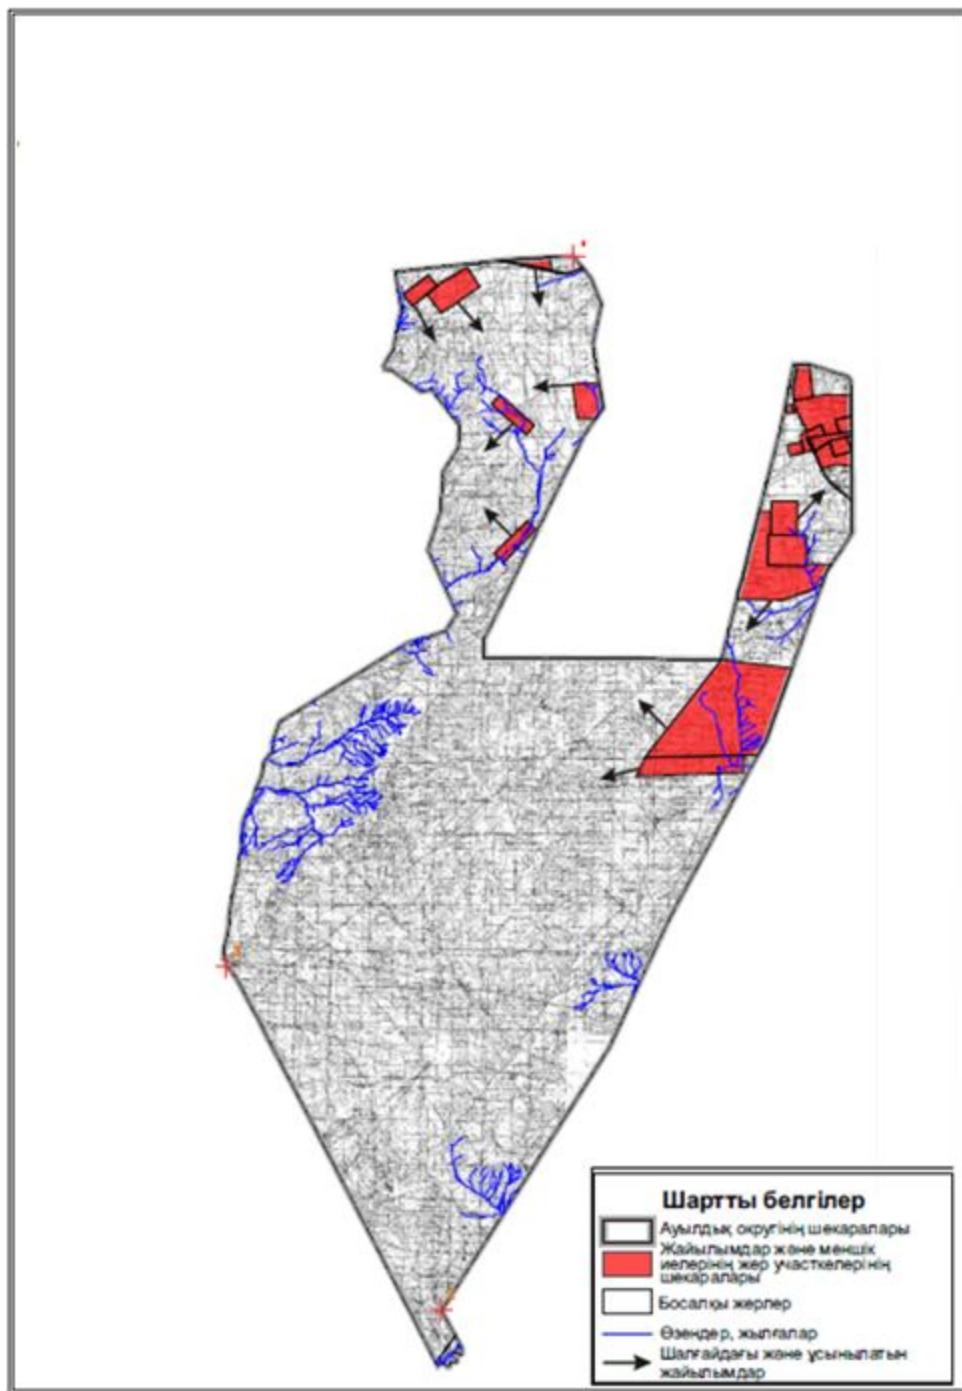 Шартты белгілер
Ауылдық округінің шекаралары
Жайылымдар және меншік
иелерінің жер участкелерінің
шекаралары
Босалқы жерлер
Өзендер, жылғалар
Шалғайдағы және ұсынылатын
жайылымдар